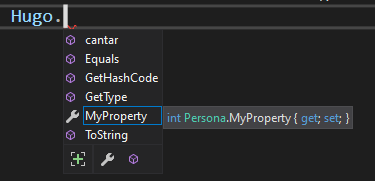 Hugo.
cantar
Equals
GetHashCode
GetType
MyProperty int Persona.MyProperty { get; set; }
ToString